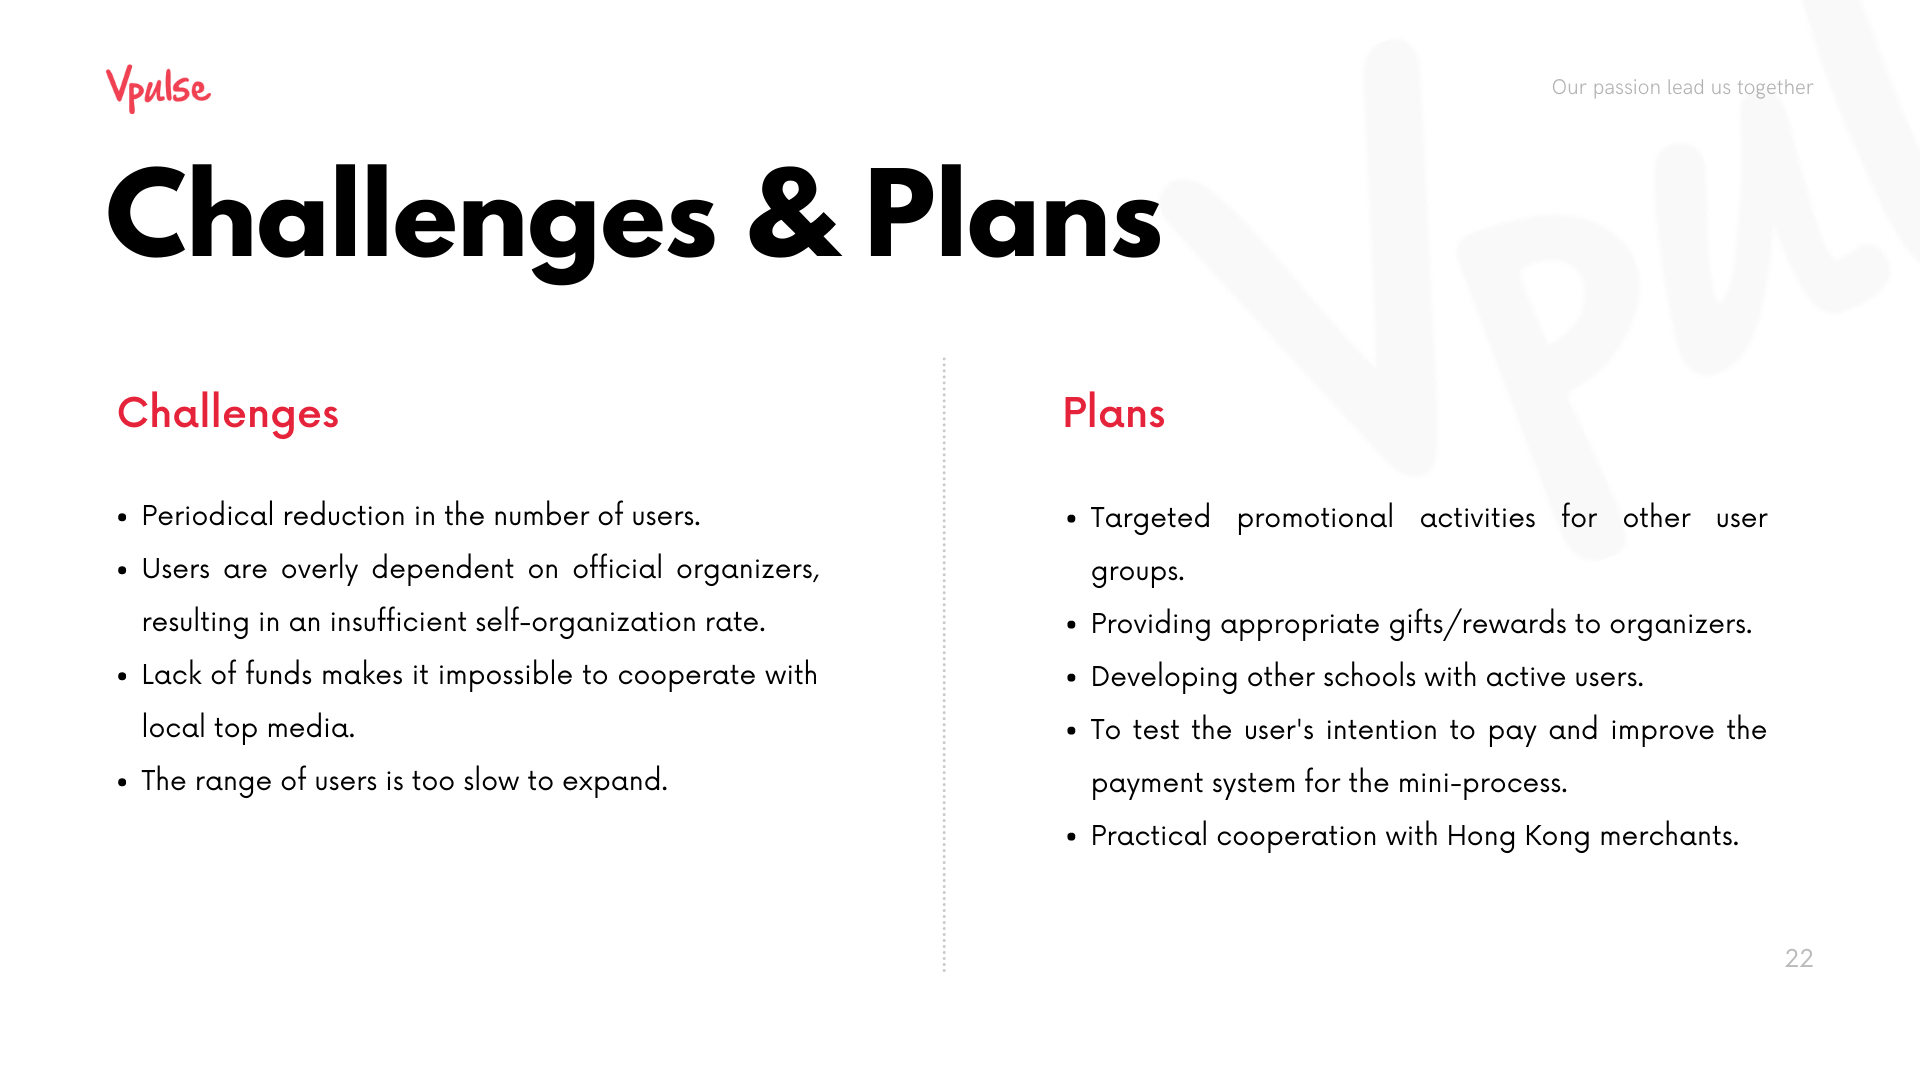 Vpulse
Our passion lead us together
Challenges & Plans
Challenges
• Periodical reduction in the number of users.
• Users are overly dependent on official organizers,
resulting in an insufficient self-organization rate.
• Lack of funds makes it impossible to cooperate with
local top media.
• The range of users is too slow to expand.
Plans
• Targeted promotional activities for other user
groups.
• Providing appropriate gifts/rewards to organizers.
• Developing other schools with active users.
• To test the user's intention to pay and improve the
payment system for the mini-process.
• Practical cooperation with Hong Kong merchants.
22
Vpul